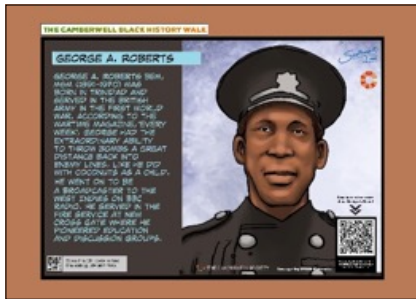 THE CAMBERWELL BLACK HISTORY WALK
GEORGE A. ROBERTS
GEORGE A. ROBERTS BEM,
MSM (1890-1970) WAS
BORN IN TRINIDAD AND
SERVED IN THE BRITISH
ARMY IN THE FIRST WORLD
WAR. ACCORDING TO THE
WARTIME MAGAZINE, 'EVERY
WEEK', GEORGE HAD THE
EXTRAORDINARY ABILITY
TO THROW BOMBS A GREAT
DISTANCE BACK INTO
ENEMY LINES, LIKE HE DID
WITH COCONUTS AS A CHILD.
HE WENT ON TO BE
A BROADCASTER TO THE
WEST INDIES ON BBC
RADIO. HE SERVED IN THE
FIRE SERVICE AT NEW
CROSS GATE WHERE HE
PIONEERED EDUCATION
AND DISCUSSION GROUPS.